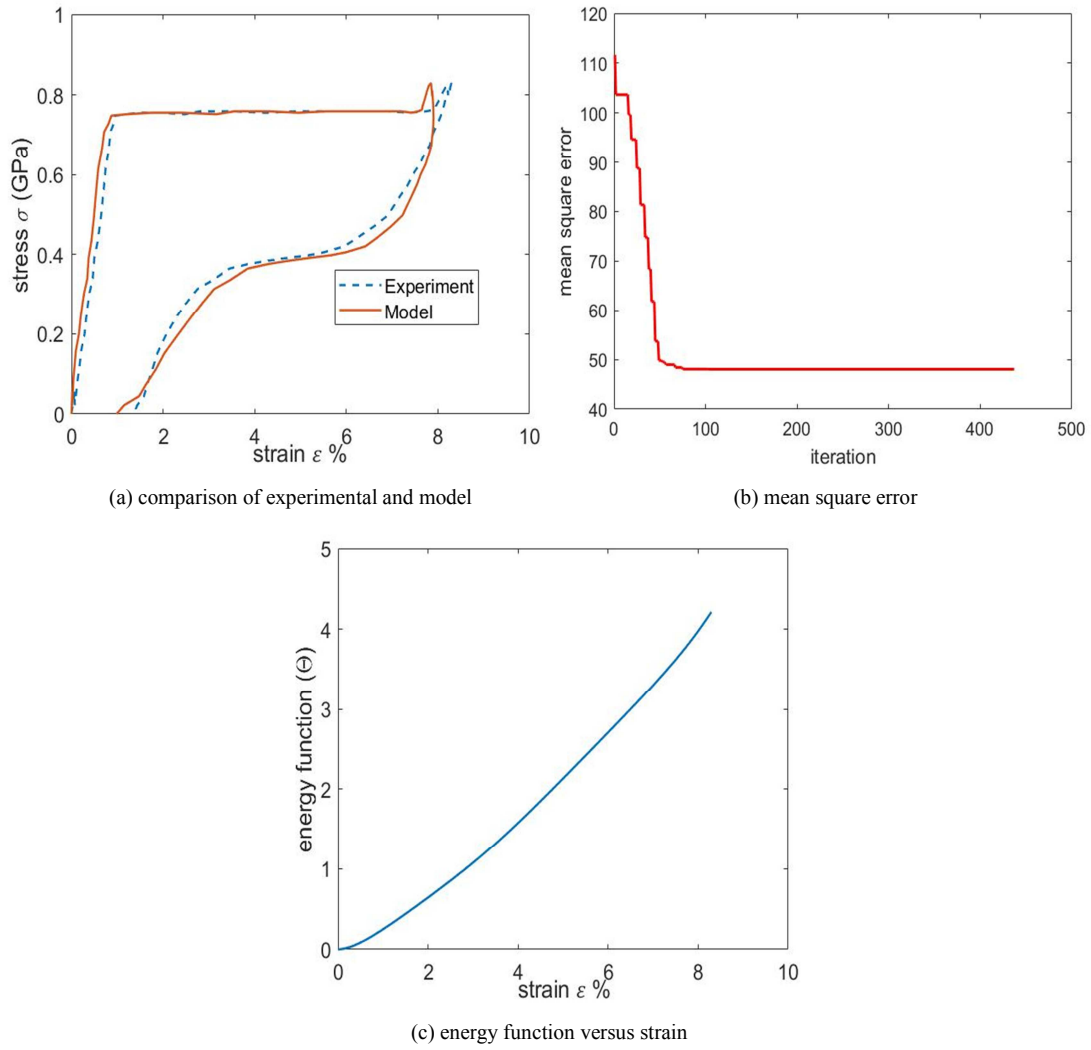 1
0.8
0.6
0.4
0.2
0
stress σ (GPa)
0 2 4 6 8 10
strain ε %
Experiment
Model
(a) comparison of experimental and model
120
110
100
90
80
70
60
50
40
mean square error
0 100 200 300 400 500
iteration
(b) mean square error
5
4
3
2
1
0
energy function (Θ)
0 2 4 6 8 10
strain ε %
(c) energy function versus strain